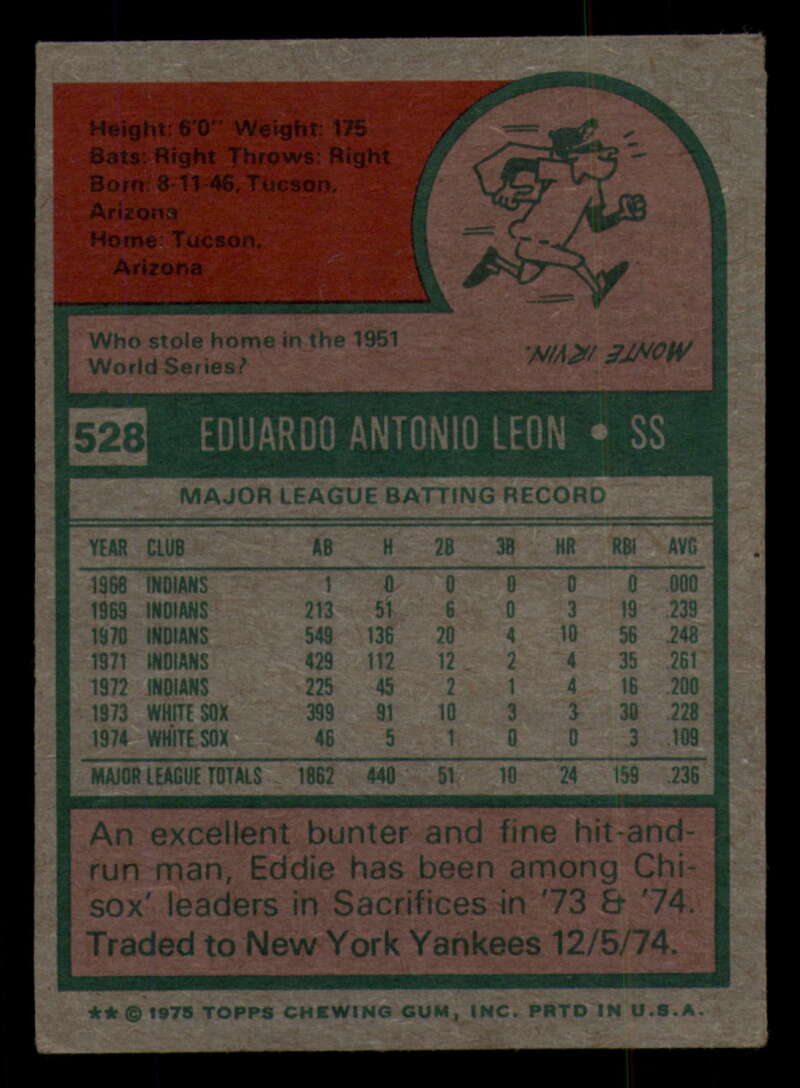 Height: 6'0" Weight: 175
Bats: Right Throws: Right
Born: 8-11-46, Tucson,
Arizona
Home: Tucson,
Arizona
Who stole home in the 1951
World Series?
MONTE IRVIN.
528 EDUARDO ANTONIO LEON • SS
MAJOR LEAGUE BATTING RECORD
YEAR CLUB AB H 2B 3B HR RBI AVG
1968 INDIANS 1 0 0 0 0 0 .000
1969 INDIANS 213 51 6 0 3 19 .239
1970 INDIANS 549 136 20 4 10 56 .248
1971 INDIANS 429 112 12 2 4 35 .261
1972 INDIANS 225 45 2 1 4 16 .200
1973 WHITE SOX 399 91 10 3 3 30 .228
1974 WHITE SOX 46 5 1 0 0 3 .109
MAJOR LEAGUE TOTALS 1862 440 51 10 24 159 .236
An excellent bunter and fine hit-and-
run man, Eddie has been among Chi-
sox' leaders in Sacrifices in '73 & '74.
Traded to New York Yankees 12/5/74.
** © 1975 TOPPS CHEWING GUM, INC. PRTD IN U.S.A.